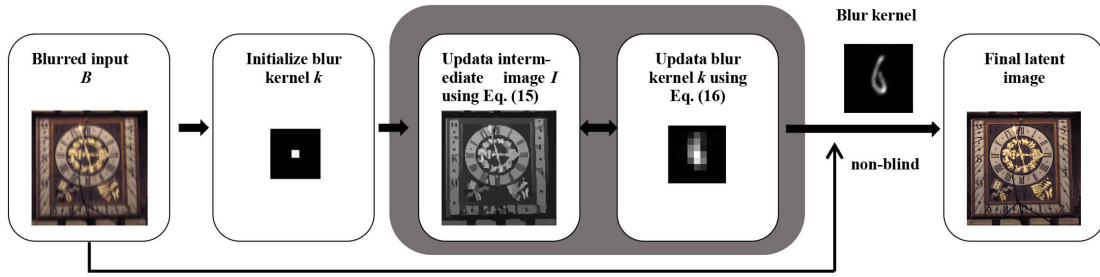 Blurred input
B
Initialize blur
kernel k
Updata interm-
ediate image I
using Eq. (15)
Updata blur
kernel k using
Eq. (16)
Blur kernel
non-blind
Final latent
image